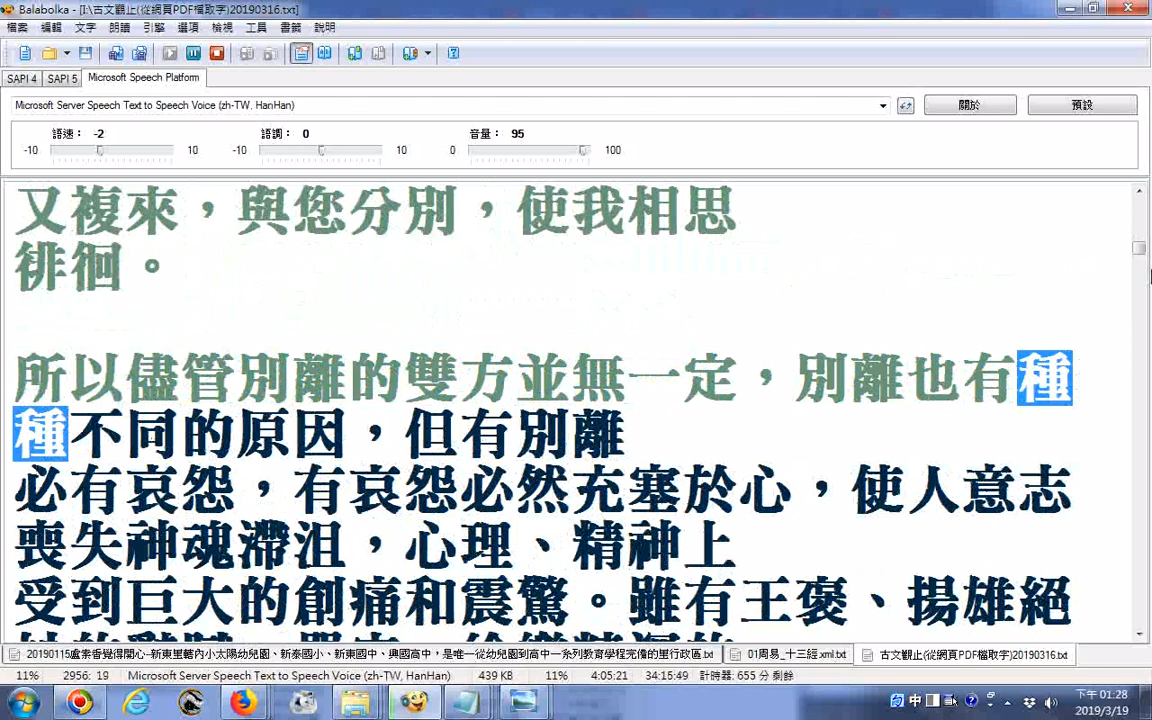 Balabolka - [I:\古文觀止(從網頁PDF檔取字)20190316.txt]
檔案 編輯 文字 朗讀 引擎 選項 檢視 工具 書籤 說明
SAPI 4 SAPI 5 Microsoft Speech Platform
Microsoft Server Speech Text to Speech Voice (zh-TW, HanHan)
關於 預設
語速： -2 語調： 0 音量： 95
-10 10 -10 10 0 100
又複來，與您分別，使我相思
徘徊。
所以儘管別離的雙方並無一定，別離也有種
種不同的原因，但有別離
必有哀怨，有哀怨必然充塞於心，使人意志
喪失神魂滯沮，心理、精神上
受到巨大的創痛和震驚。雖有王褒、揚雄絕
20190115盧素香覺得開心-新東里轄內小太陽幼兒園、新泰國小、新東國中、興國高中，是唯一從幼兒園到高中一系列教育學程完備的里行政區.txt 01周易_十三經.xml.txt 古文觀止(從網頁PDF檔取字)20190316.txt
11% 2956: 19 Microsoft Server Speech Text to Speech Voice (zh-TW, HanHan) 439 KB 11% 4:05:21 34:15:49 計時器: 655 分 剩餘
中 下午 01:28
2019/3/19